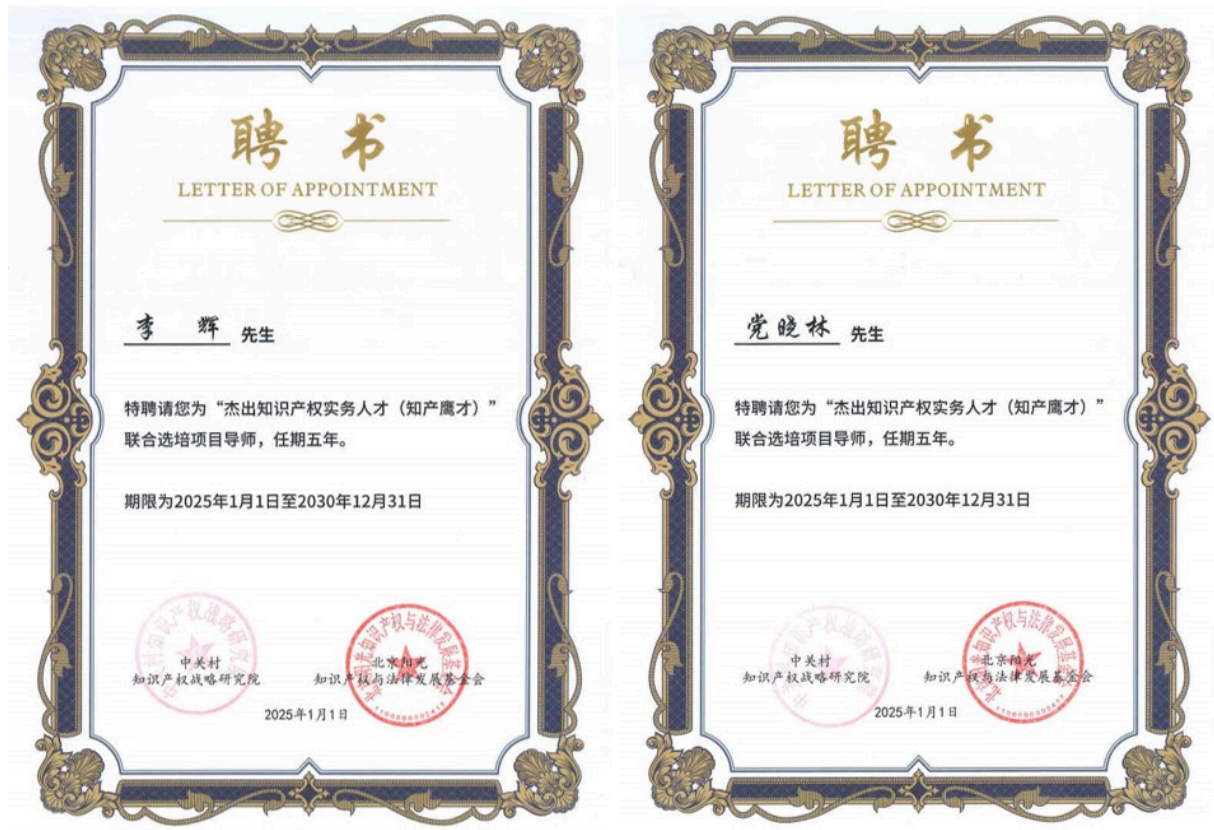 聘 书
LETTER OF APPOINTMENT
李 辉 先生
特聘请您为“杰出知识产权实务人才（知产鹰才）”
联合选培项目导师，任期五年。
期限为2025年1月1日至2030年12月31日
中关村
知识产权战略研究院
北京阳光
知识产权与法律发展基金会
2025年1月1日
聘 书
LETTER OF APPOINTMENT
党晓林 先生
特聘请您为“杰出知识产权实务人才（知产鹰才）”
联合选培项目导师，任期五年。
期限为2025年1月1日至2030年12月31日
中关村
知识产权战略研究院
北京阳光
知识产权与法律发展基金会
2025年1月1日